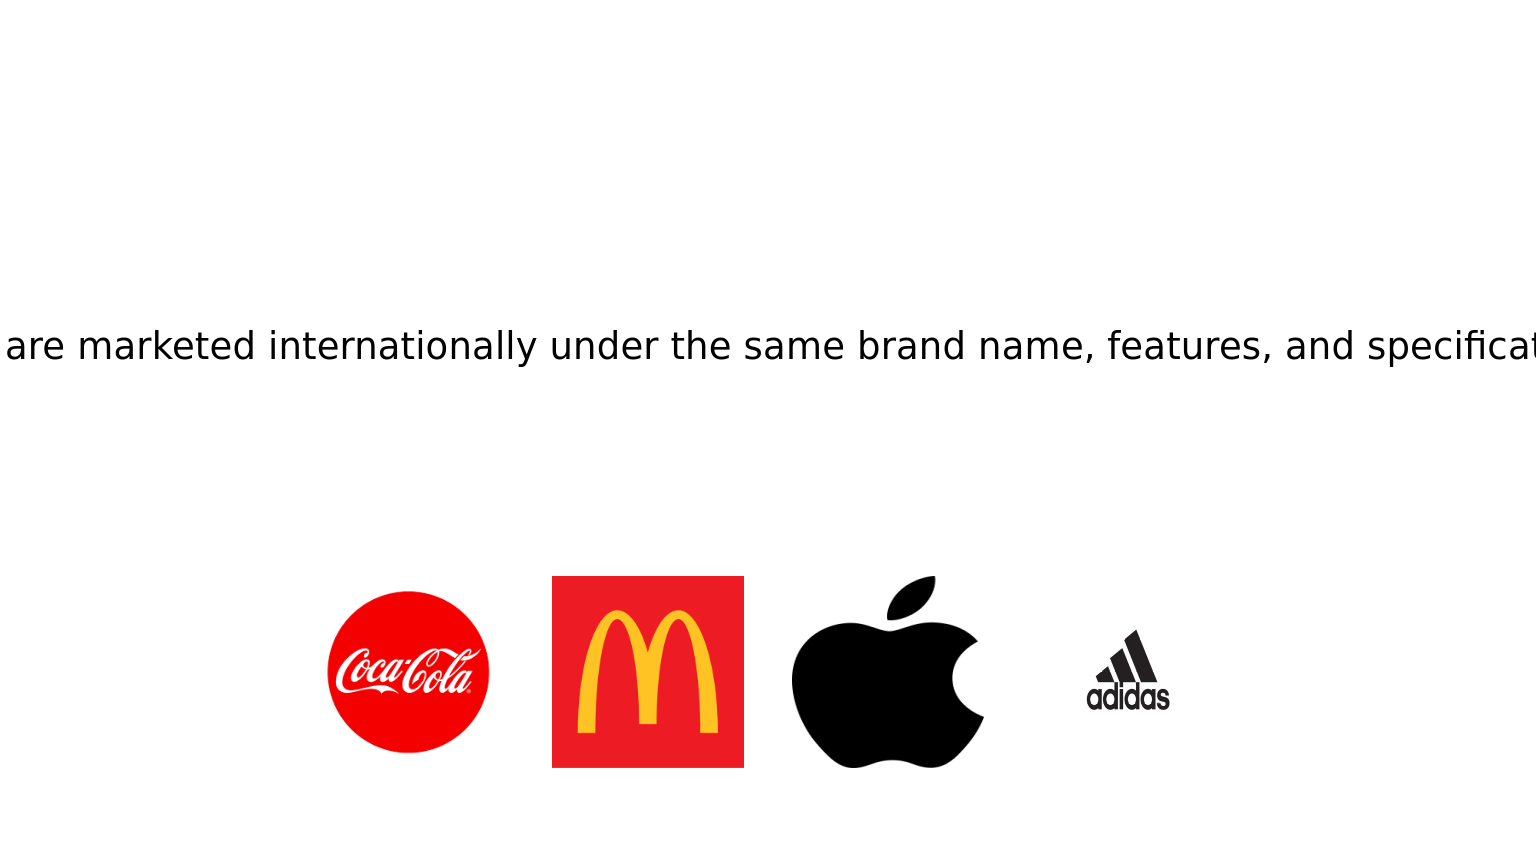 are marketed internationally under the same brand name, features, and specificat
Coca-Cola
adidas